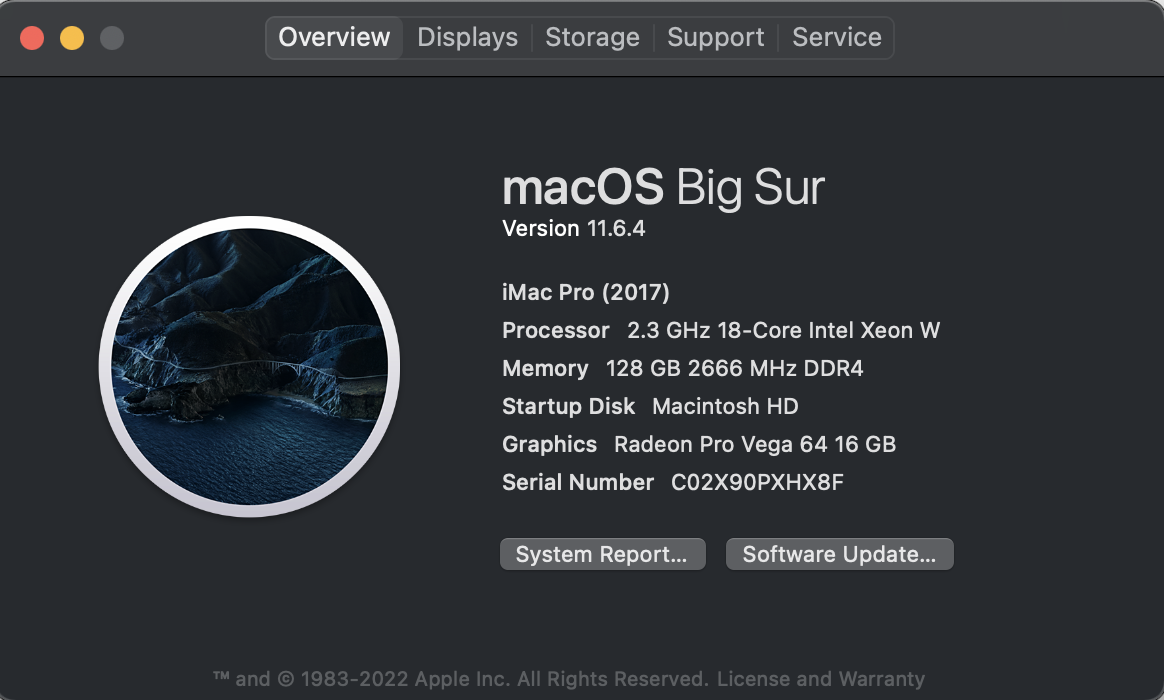 Overview Displays Storage Support Service
macOS Big Sur
Version 11.6.4
iMac Pro (2017)
Processor 2.3 GHz 18-Core Intel Xeon W
Memory 128 GB 2666 MHz DDR4
Startup Disk Macintosh HD
Graphics Radeon Pro Vega 64 16 GB
Serial Number C02X90PXHX8F
System Report... Software Update...
™ and © 1983-2022 Apple Inc. All Rights Reserved. License and Warranty